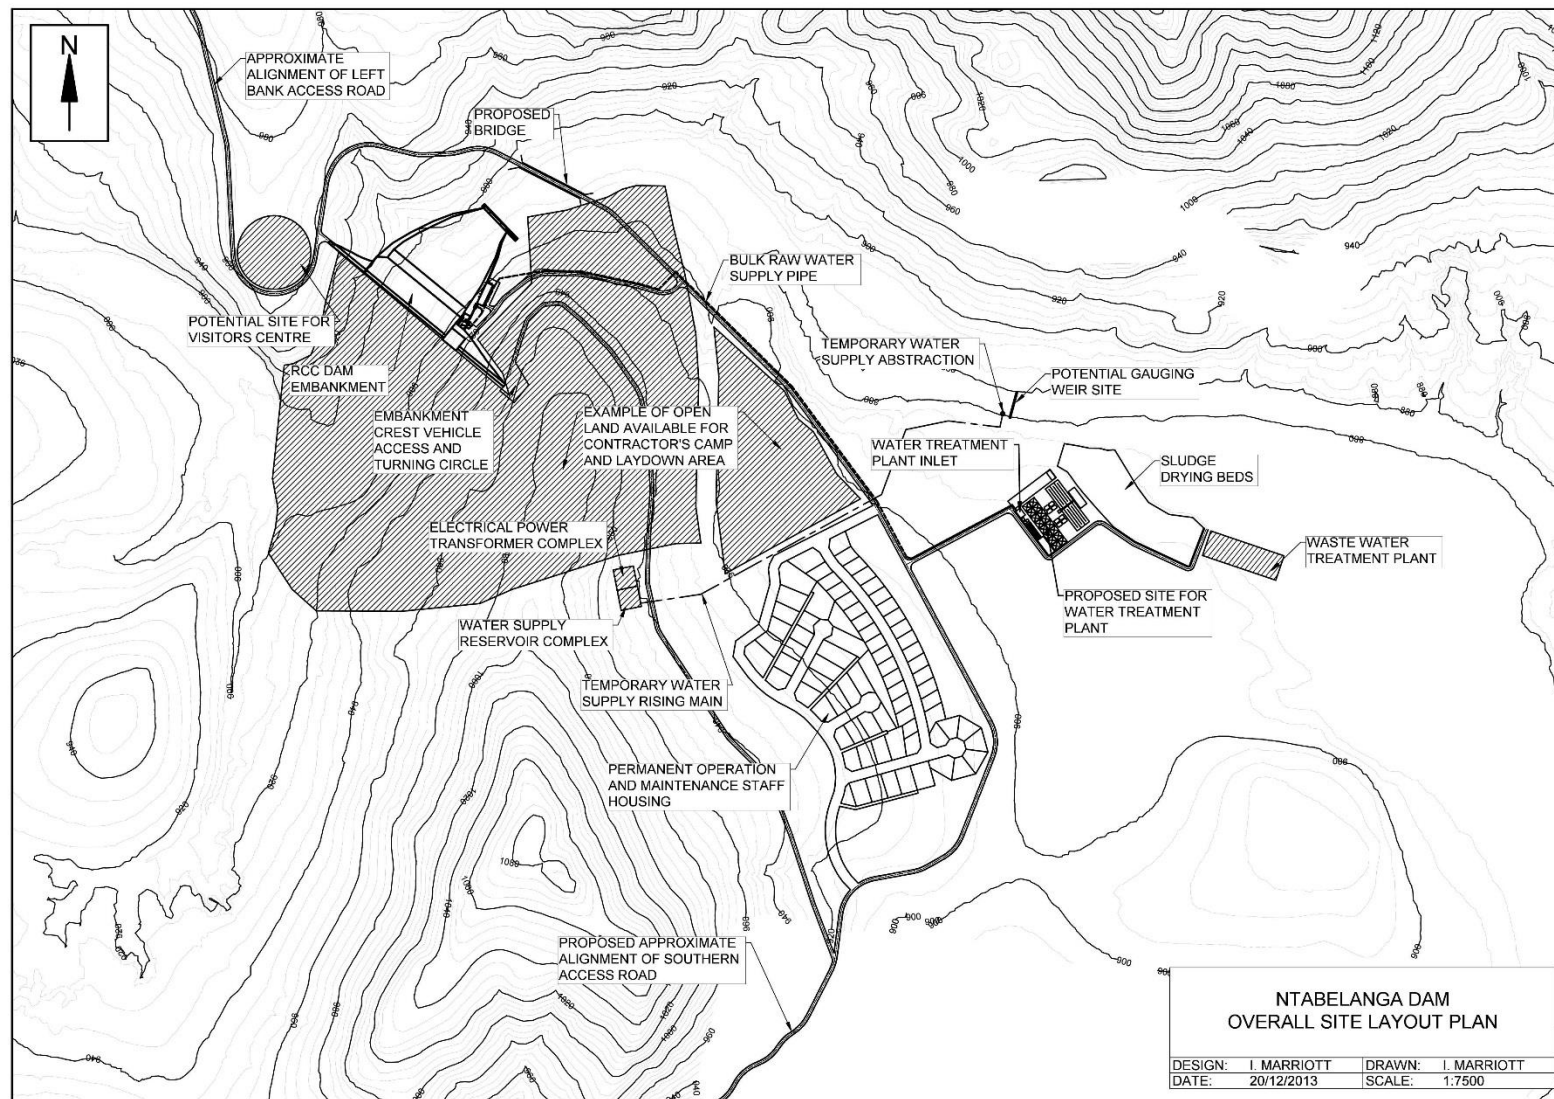 N
APPROXIMATE
ALIGNMENT OF LEFT
BANK ACCESS ROAD
PROPOSED
BRIDGE
BULK RAW WATER
SUPPLY PIPE
POTENTIAL SITE FOR
VISITORS CENTRE
RCC DAM
EMBANKMENT
EMBANKMENT
CREST VEHICLE
ACCESS AND
TURNING CIRCLE
EXAMPLE OF OPEN
LAND AVAILABLE FOR
CONTRACTOR'S CAMP
AND LAYDOWN AREA
TEMPORARY WATER
SUPPLY ABSTRACTION
POTENTIAL GAUGING
WEIR SITE
WATER TREATMENT
PLANT INLET
SLUDGE
DRYING BEDS
ELECTRICAL POWER
TRANSFORMER COMPLEX
WASTE WATER
TREATMENT PLANT
PROPOSED SITE FOR
WATER TREATMENT
PLANT
WATER SUPPLY
RESERVOIR COMPLEX
TEMPORARY WATER
SUPPLY RISING MAIN
PERMANENT OPERATION
AND MAINTENANCE STAFF
HOUSING
PROPOSED APPROXIMATE
ALIGNMENT OF SOUTHERN
ACCESS ROAD
NTABELANGA DAM
OVERALL SITE LAYOUT PLAN
DESIGN: I. MARRIOTT DRAWN: I. MARRIOTT
DATE: 20/12/2013 SCALE: 1:7500